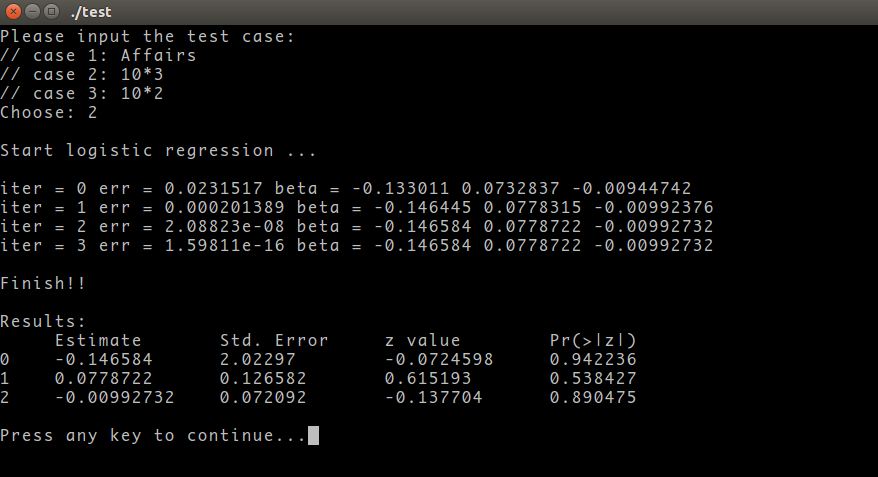 ./test
Please input the test case:
// case 1: Affairs
// case 2: 10*3
// case 3: 10*2
Choose: 2
Start logistic regression ...
iter = 0 err = 0.0231517 beta = -0.133011 0.0732837 -0.00944742
iter = 1 err = 0.000201389 beta = -0.146445 0.0778315 -0.00992376
iter = 2 err = 2.08823e-08 beta = -0.146584 0.0778722 -0.00992732
iter = 3 err = 1.59811e-16 beta = -0.146584 0.0778722 -0.00992732
Finish!!
Results:
Estimate Std. Error z value Pr(>|z|)
0 -0.146584 2.02297 -0.0724598 0.942236
1 0.0778722 0.126582 0.615193 0.538427
2 -0.00992732 0.072092 -0.137704 0.890475
Press any key to continue...